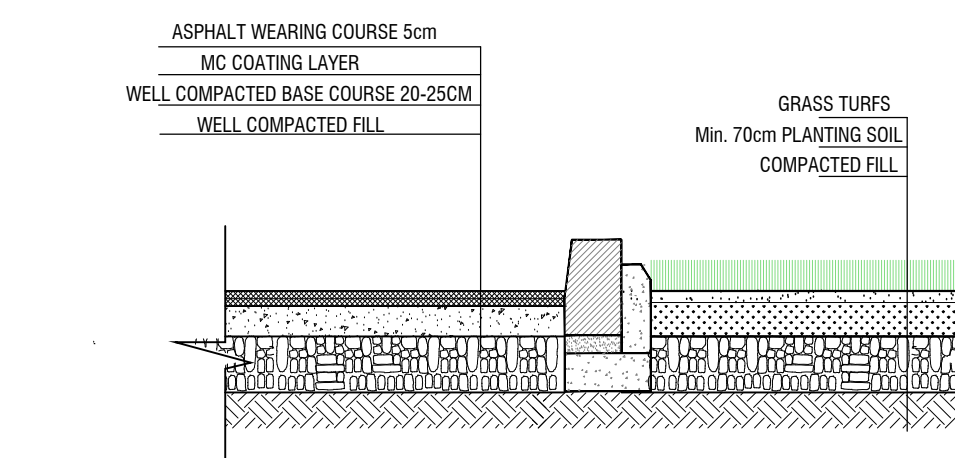 ASPHALT WEARING COURSE 5cm
MC COATING LAYER
WELL COMPACTED BASE COURSE 20-25CM
WELL COMPACTED FILL
GRASS TURFS
Min. 70cm PLANTING SOIL
COMPACTED FILL